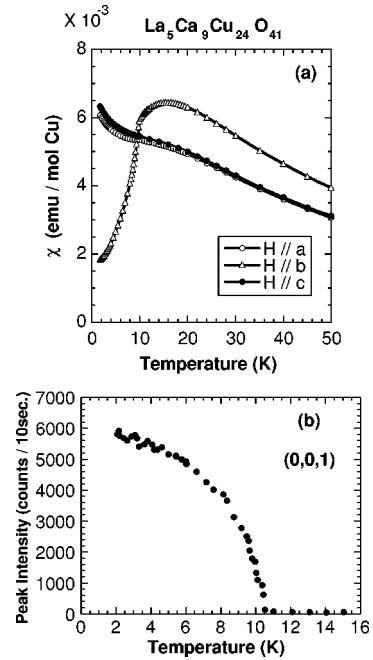 La5Ca9Cu24O41
X 10-3
(a)
8
6
4
2
0
χ (emu / mol Cu)
H // a
H // b
H // c
0 10 20 30 40 50
Temperature (K)
(b)
(0,0,1)
7000
6000
5000
4000
3000
2000
1000
0
Peak Intensity (counts / 10sec.)
0 2 4 6 8 10 12 14 16
Temperature (K)